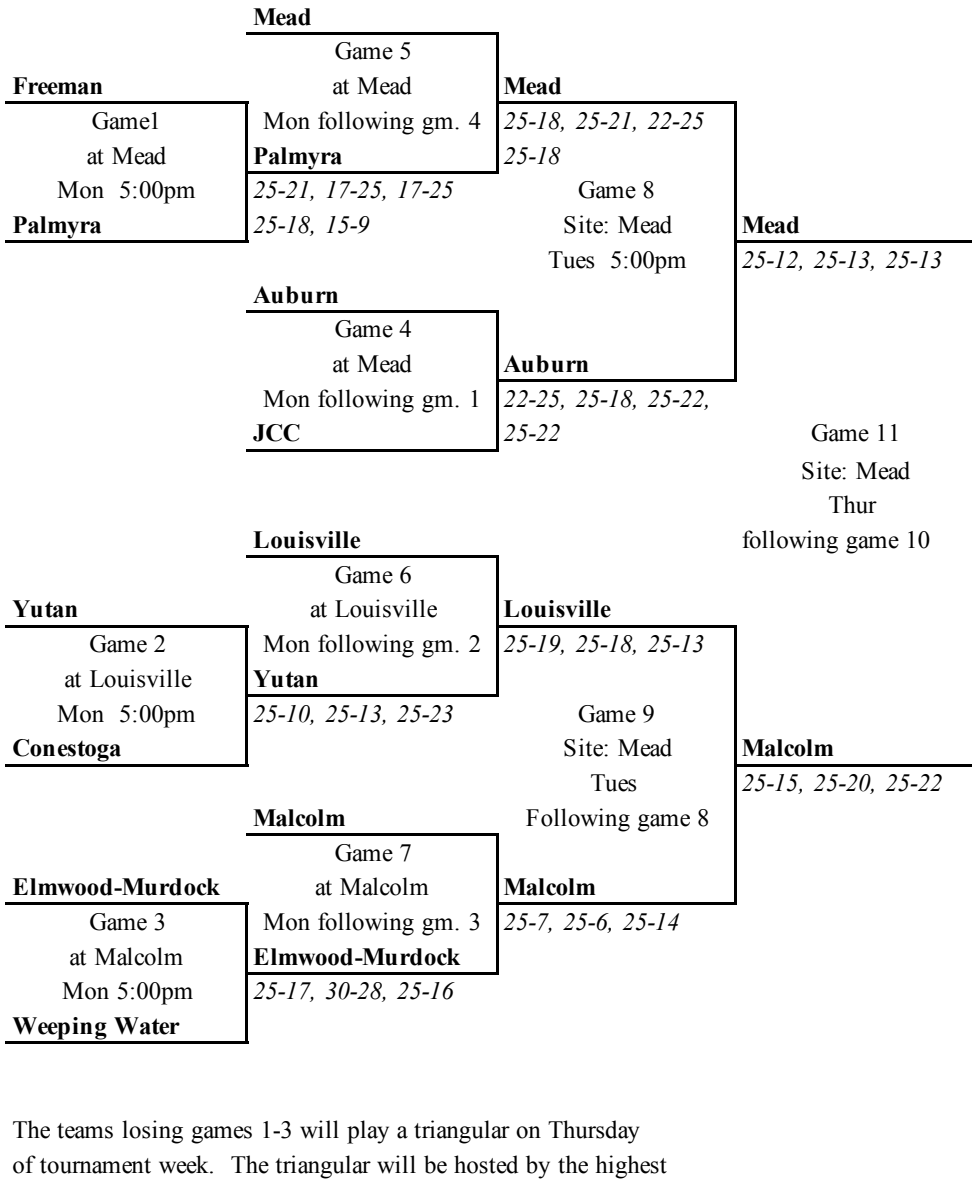 Mead
Game 5
Freeman
at Mead
Mead
Game1
Mon following gm. 4
25-18, 25-21, 22-25
at Mead
Palmyra
25-18
Mon 5:00pm
25-21, 17-25, 17-25
Game 8
Palmyra
25-18, 15-9
Site: Mead
Mead
Tues 5:00pm
25-12, 25-13, 25-13
Auburn
Game 4
at Mead
Auburn
Mon following gm. 1
22-25, 25-18, 25-22,
JCC
25-22
Game 11
Site: Mead
Thur
Louisville
following game 10
Game 6
Yutan
at Louisville
Louisville
Game 2
Mon following gm. 2
25-19, 25-18, 25-13
at Louisville
Yutan
Mon 5:00pm
25-10, 25-13, 25-23
Game 9
Conestoga
Site: Mead
Malcolm
Tues
25-15, 25-20, 25-22
Malcolm
Following game 8
Game 7
Elmwood-Murdock
at Malcolm
Malcolm
Game 3
Mon following gm. 3
25-7, 25-6, 25-14
at Malcolm
Elmwood-Murdock
Mon 5:00pm
25-17, 30-28, 25-16
Weeping Water
The teams losing games 1-3 will play a triangular on Thursday
of tournament week. The triangular will be hosted by the highest